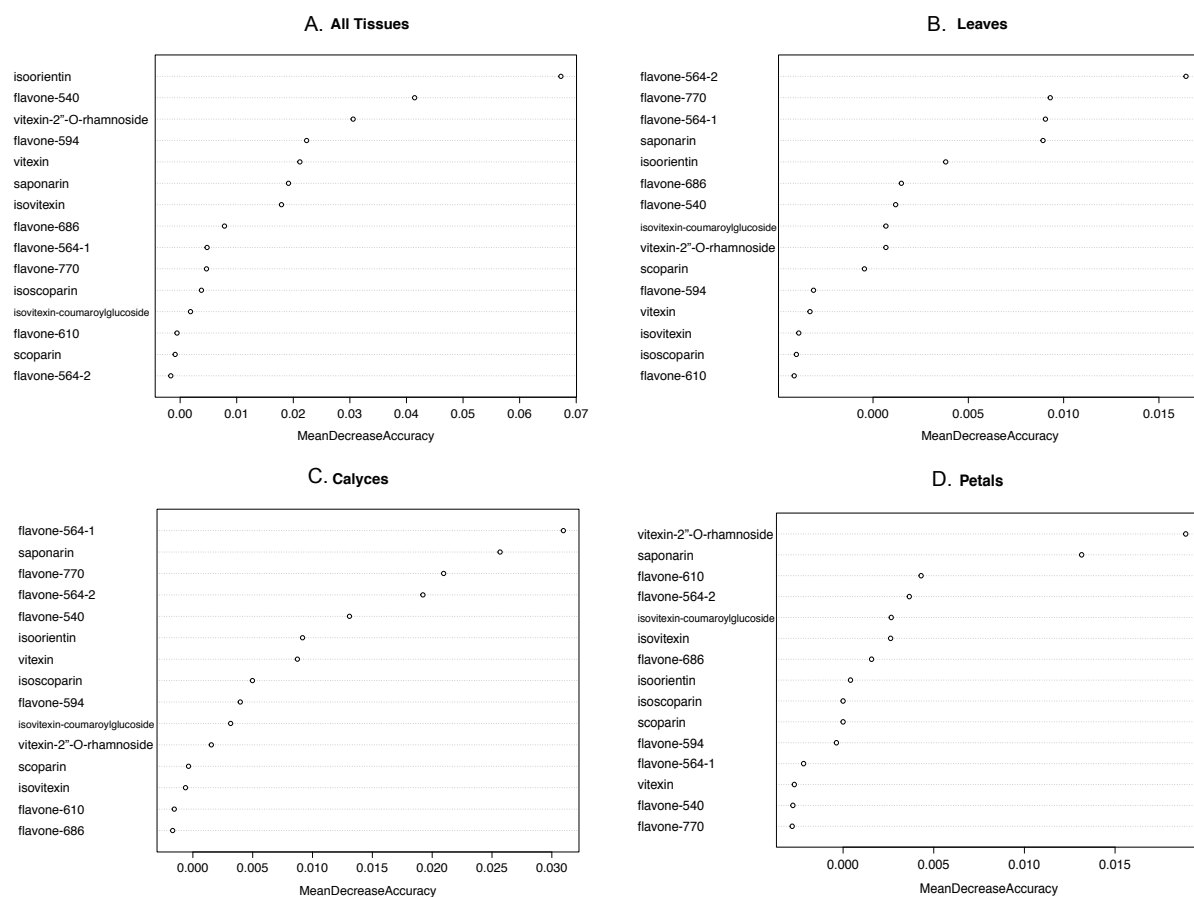 A. All Tissues
isoorientin
flavone-540
vitexin-2”-O-rhamnoside
flavone-594
vitexin
saponarin
isovitexin
flavone-686
flavone-564-1
flavone-770
isoscoparin
isovitexin-coumaroylglucoside
flavone-610
scoparin
flavone-564-2
0.00 0.01 0.02 0.03 0.04 0.05 0.06 0.07
MeanDecreaseAccuracy
B. Leaves
flavone-564-2
flavone-770
flavone-564-1
saponarin
isoorientin
flavone-686
flavone-540
isovitexin-coumaroylglucoside
vitexin-2”-O-rhamnoside
scoparin
flavone-594
vitexin
isovitexin
isoscoparin
flavone-610
0.000 0.005 0.010 0.015
MeanDecreaseAccuracy
C. Calyces
flavone-564-1
saponarin
flavone-770
flavone-564-2
flavone-540
isoorientin
vitexin
isoscoparin
flavone-594
isovitexin-coumaroylglucoside
vitexin-2”-O-rhamnoside
scoparin
isovitexin
flavone-610
flavone-686
0.000 0.005 0.010 0.015 0.020 0.025 0.030
MeanDecreaseAccuracy
D. Petals
vitexin-2”-O-rhamnoside
saponarin
flavone-610
flavone-564-2
isovitexin-coumaroylglucoside
isovitexin
flavone-686
isoorientin
isoscoparin
scoparin
flavone-594
flavone-564-1
vitexin
flavone-540
flavone-770
0.000 0.005 0.010 0.015
MeanDecreaseAccuracy